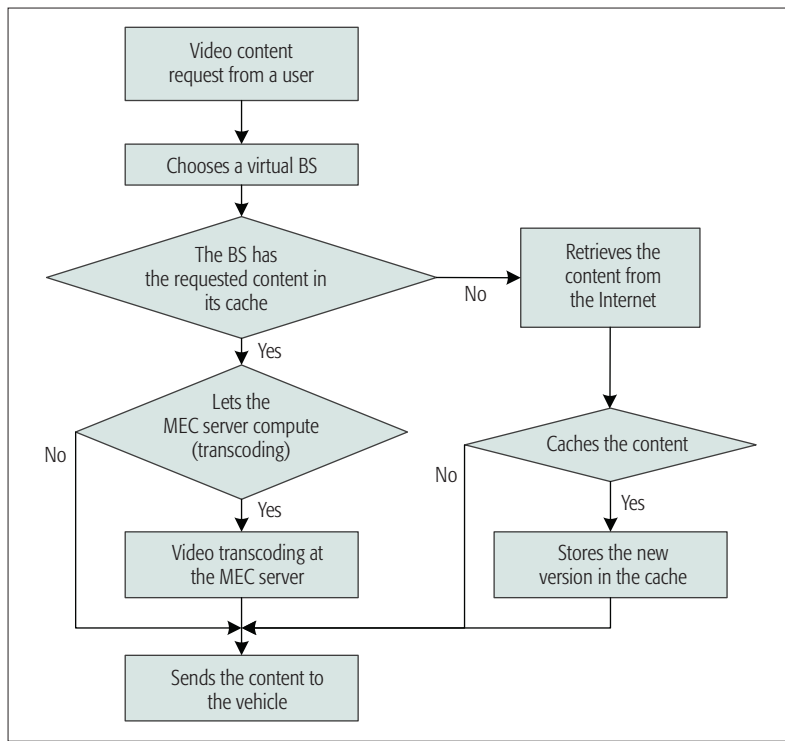 Video content
request from a user
Chooses a virtual BS
The BS has
the requested content in
its cache
No
Retrieves the
content from
the Internet
Yes
Lets the
MEC server compute
(transcoding)
No
Yes
Caches the content
No
Yes
Video transcoding at
the MEC server
Stores the new
version in the cache
Sends the content to
the vehicle